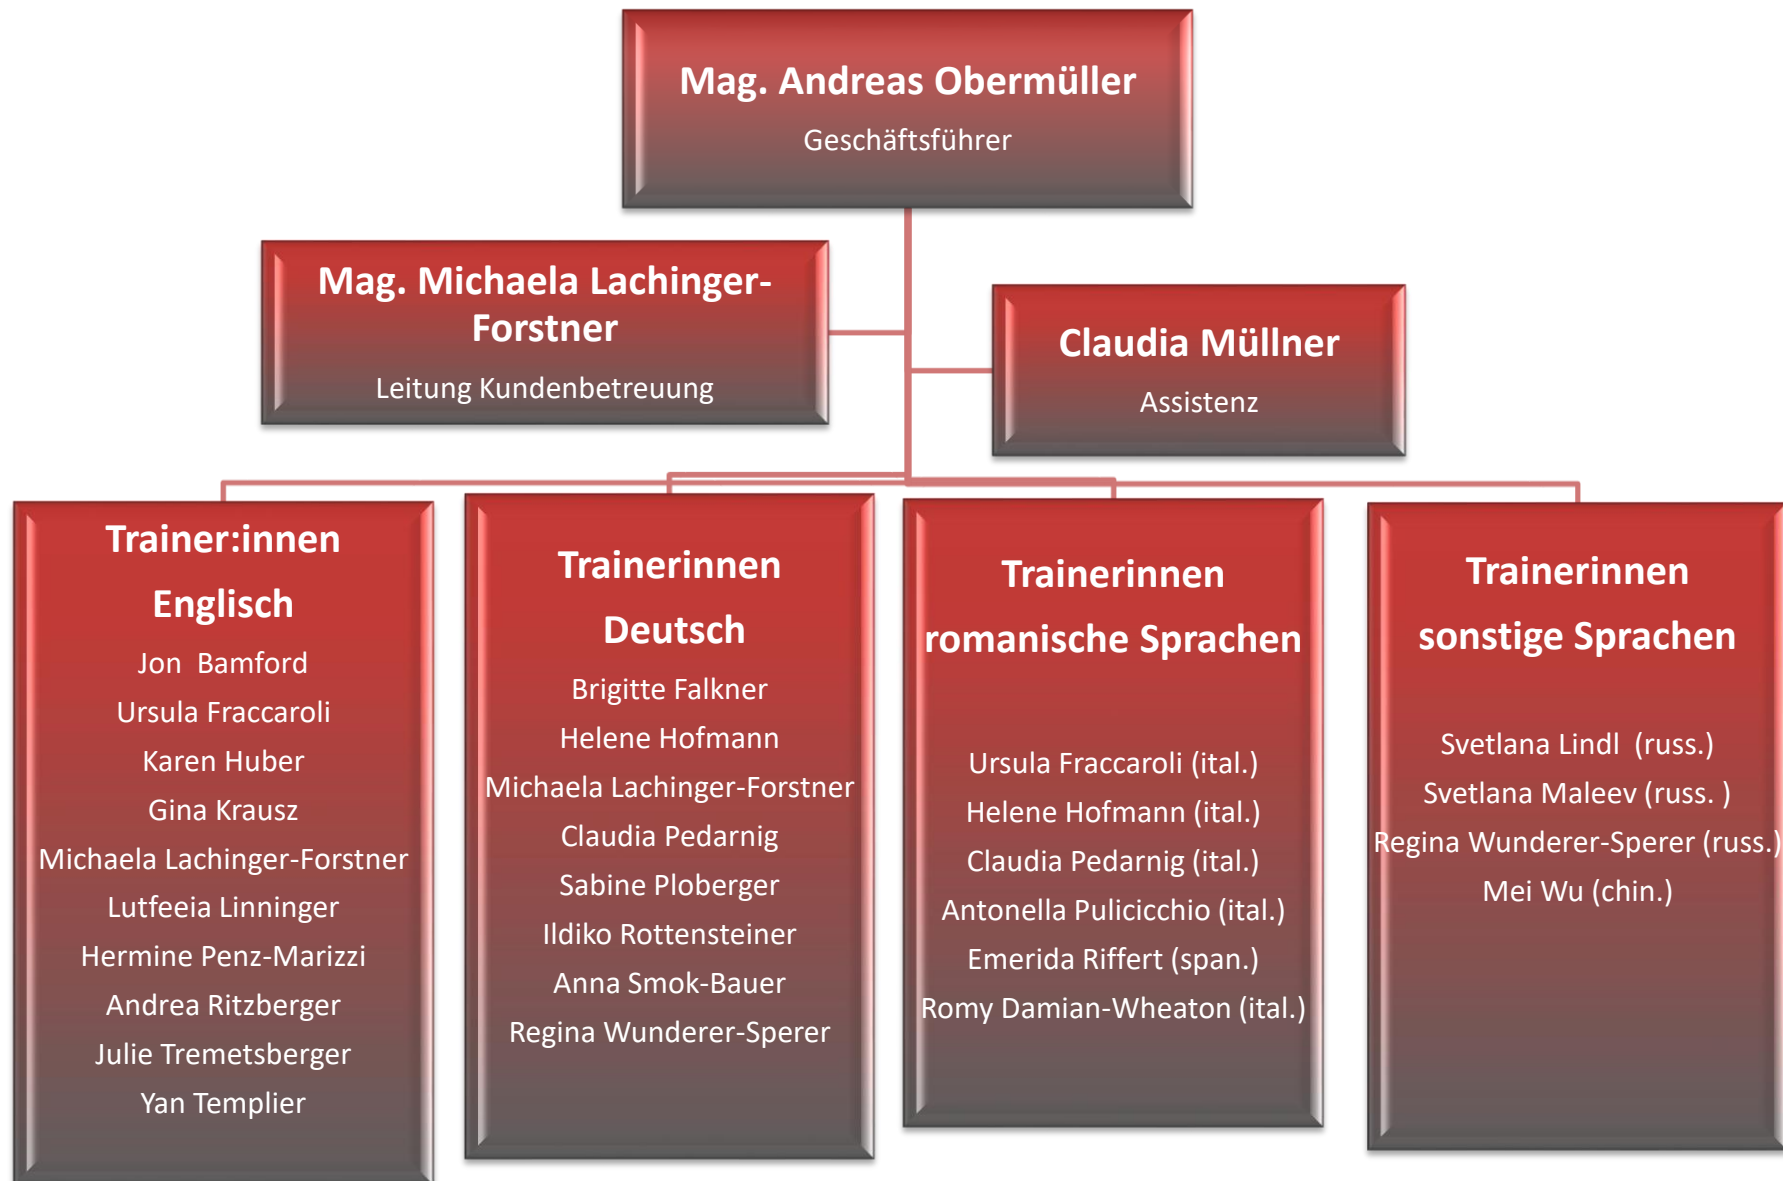 Mag. Andreas Obermüller
Geschäftsführer
Mag. Michaela Lachinger-
Forstner
Leitung Kundenbetreuung
Claudia Müllner
Assistenz
Trainer:innen
Englisch
Jon  Bamford
Ursula Fraccaroli
Karen Huber
Gina Krausz
Michaela Lachinger-Forstner
Lutfeeia Linninger
Hermine Penz-Marizzi
Andrea Ritzberger
Julie Tremetsberger
Yan Templier
Trainerinnen
Deutsch
Brigitte Falkner
Helene Hofmann
Michaela Lachinger-Forstner
Claudia Pedarnig
Sabine Ploberger
Ildiko Rottensteiner
Anna Smok-Bauer
Regina Wunderer-Sperer
Trainerinnen
romanische Sprachen
Ursula Fraccaroli (ital.)
Helene Hofmann (ital.)
Claudia Pedarnig (ital.)
Antonella Pulicicchio (ital.)
Emerida Riffert (span.)
Romy Damian-Wheaton (ital.)
Trainerinnen
sonstige Sprachen
Svetlana Lindl  (russ.)
Svetlana Maleev (russ. )
Regina Wunderer-Sperer (russ.)
Mei Wu (chin.)